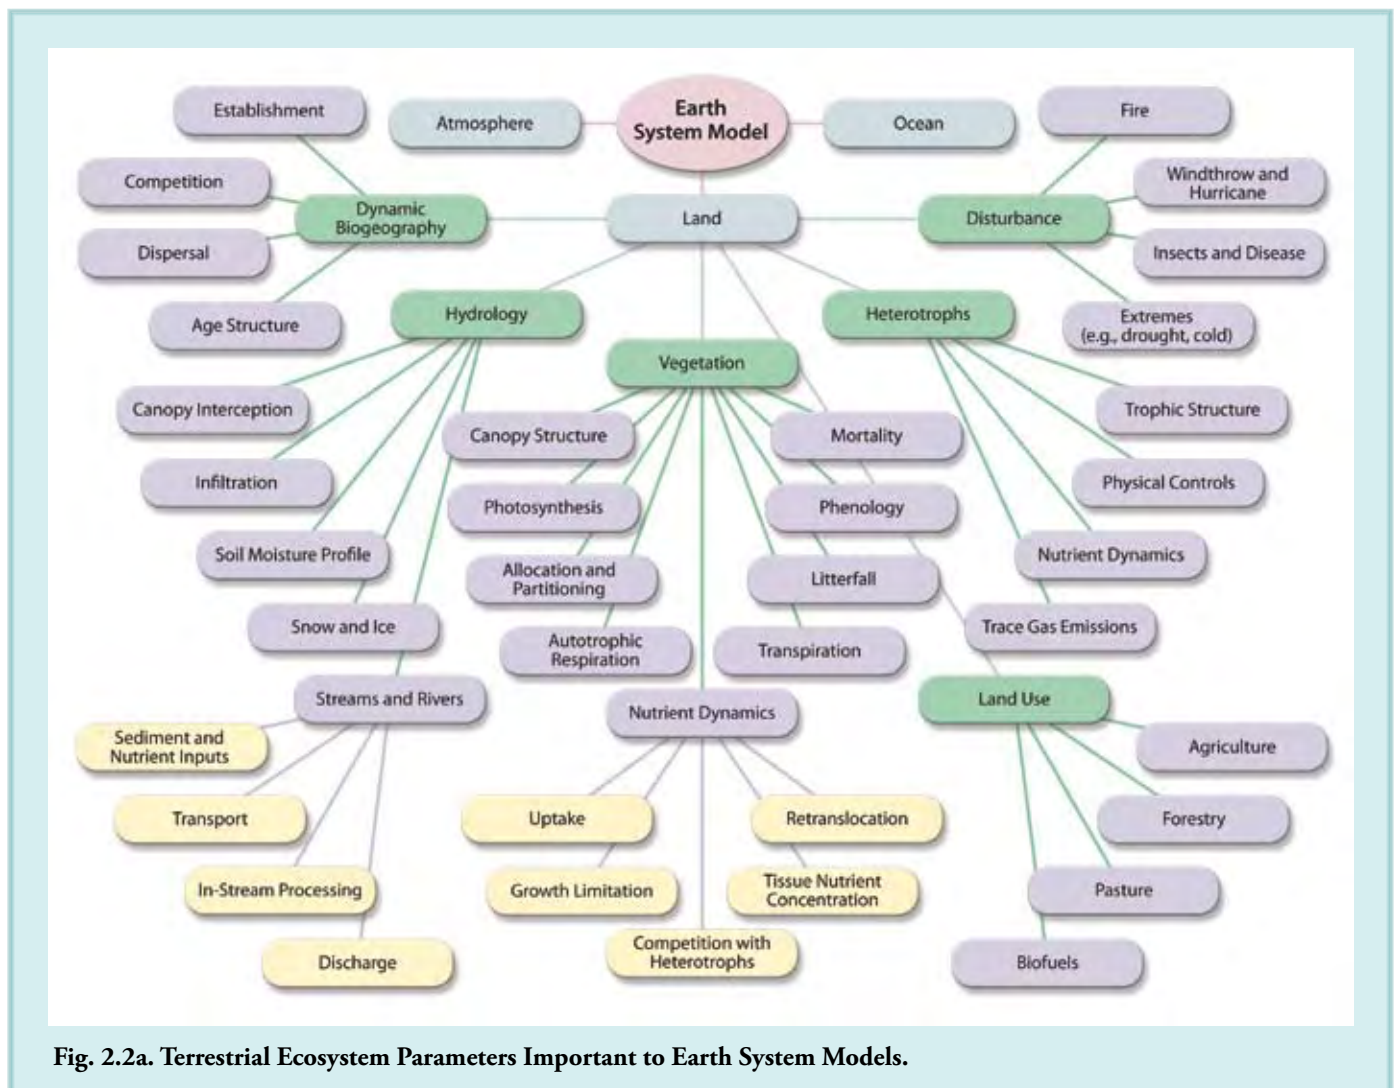 Earth
System Model
Atmosphere
Ocean
Land
Establishment
Competition
Dynamic
Biogeography
Dispersal
Age Structure
Fire
Windthrow and
Hurricane
Disturbance
Insects and Disease
Extremes
(e.g., drought, cold)
Hydrology
Canopy Interception
Infiltration
Soil Moisture Profile
Snow and Ice
Streams and Rivers
Sediment and
Nutrient Inputs
Transport
In-Stream Processing
Discharge
Vegetation
Canopy Structure
Photosynthesis
Allocation and
Partitioning
Autotrophic
Respiration
Mortality
Phenology
Litterfall
Transpiration
Nutrient Dynamics
Uptake
Growth Limitation
Competition with
Heterotrophs
Retranslocation
Tissue Nutrient
Concentration
Heterotrophs
Trophic Structure
Physical Controls
Nutrient Dynamics
Trace Gas Emissions
Land Use
Agriculture
Forestry
Pasture
Biofuels
Fig. 2.2a. Terrestrial Ecosystem Parameters Important to Earth System Models.